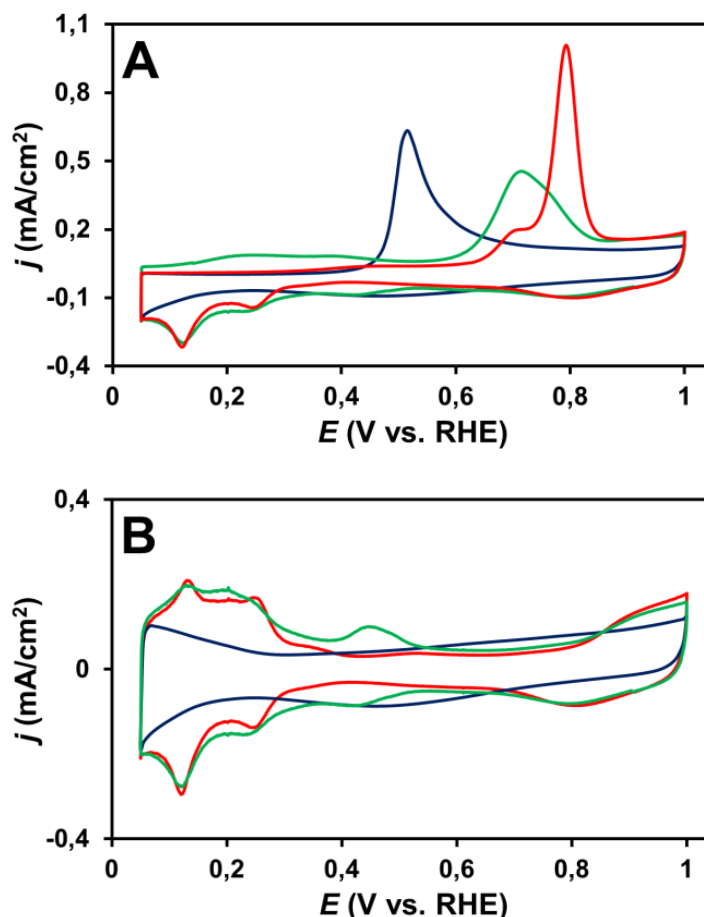 A
1,1
0,8
0,5
0,2
-0,1
-0,4
j (mA/cm²)
0 0,2 0,4 0,6 0,8 1
E (V vs. RHE)
B
0,4
0
-0,4
j (mA/cm²)
0 0,2 0,4 0,6 0,8 1
E (V vs. RHE)